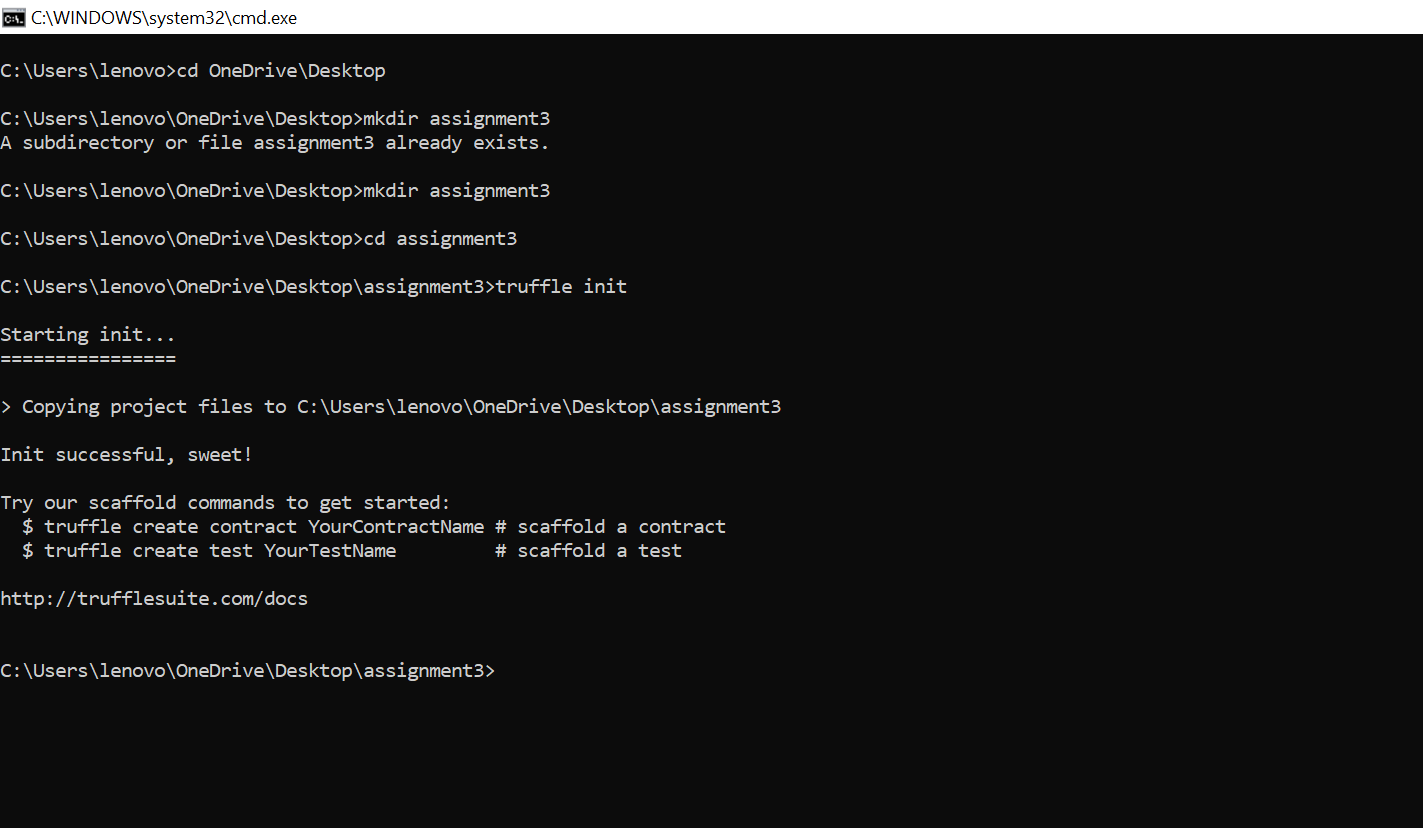 C:\WINDOWS\system32\cmd.exe
C:\Users\lenovo>cd OneDrive\Desktop
C:\Users\lenovo\OneDrive\Desktop>mkdir assignment3
A subdirectory or file assignment3 already exists.
C:\Users\lenovo\OneDrive\Desktop>mkdir assignment3
C:\Users\lenovo\OneDrive\Desktop>cd assignment3
C:\Users\lenovo\OneDrive\Desktop\assignment3>truffle init
Starting init...
================
> Copying project files to C:\Users\lenovo\OneDrive\Desktop\assignment3
Init successful, sweet!
Try our scaffold commands to get started:
  $ truffle create contract YourContractName # scaffold a contract
  $ truffle create test YourTestName         # scaffold a test
http://trufflesuite.com/docs
C:\Users\lenovo\OneDrive\Desktop\assignment3>